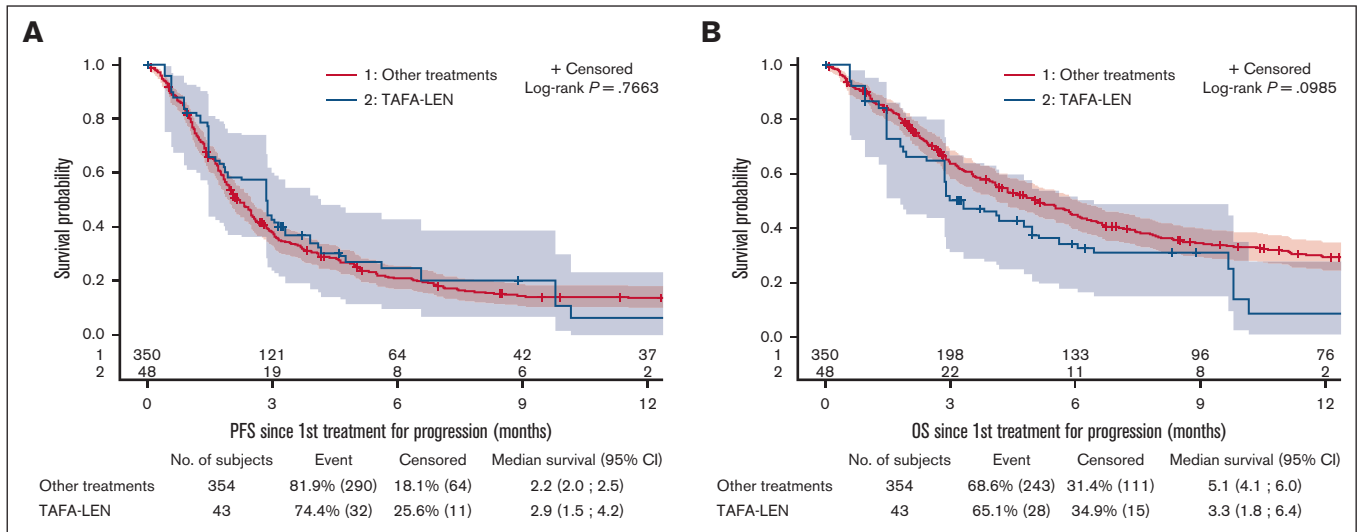 A
1: Other treatments
2: TAFA-LEN
+ Censored
Log-rank P = .7663
Survival probability
1.0
0.8
0.6
0.4
0.2
0.0
1 350 121 64 42 37
2 48 19 8 6 2
0 3 6 9 12
PFS since 1st treatment for progression (months)
No. of subjects Event Censored Median survival (95% CI)
Other treatments 354 81.9% (290) 18.1% (64) 2.2 (2.0 ; 2.5)
TAFA-LEN 43 74.4% (32) 25.6% (11) 2.9 (1.5 ; 4.2)
B
1: Other treatments
2: TAFA-LEN
+ Censored
Log-rank P = .0985
Survival probability
1.0
0.8
0.6
0.4
0.2
0.0
1 350 198 133 96 76
2 48 22 11 8 2
0 3 6 9 12
OS since 1st treatment for progression (months)
No. of subjects Event Censored Median survival (95% CI)
Other treatments 354 68.6% (243) 31.4% (111) 5.1 (4.1 ; 6.0)
TAFA-LEN 43 65.1% (28) 34.9% (15) 3.3 (1.8 ; 6.4)